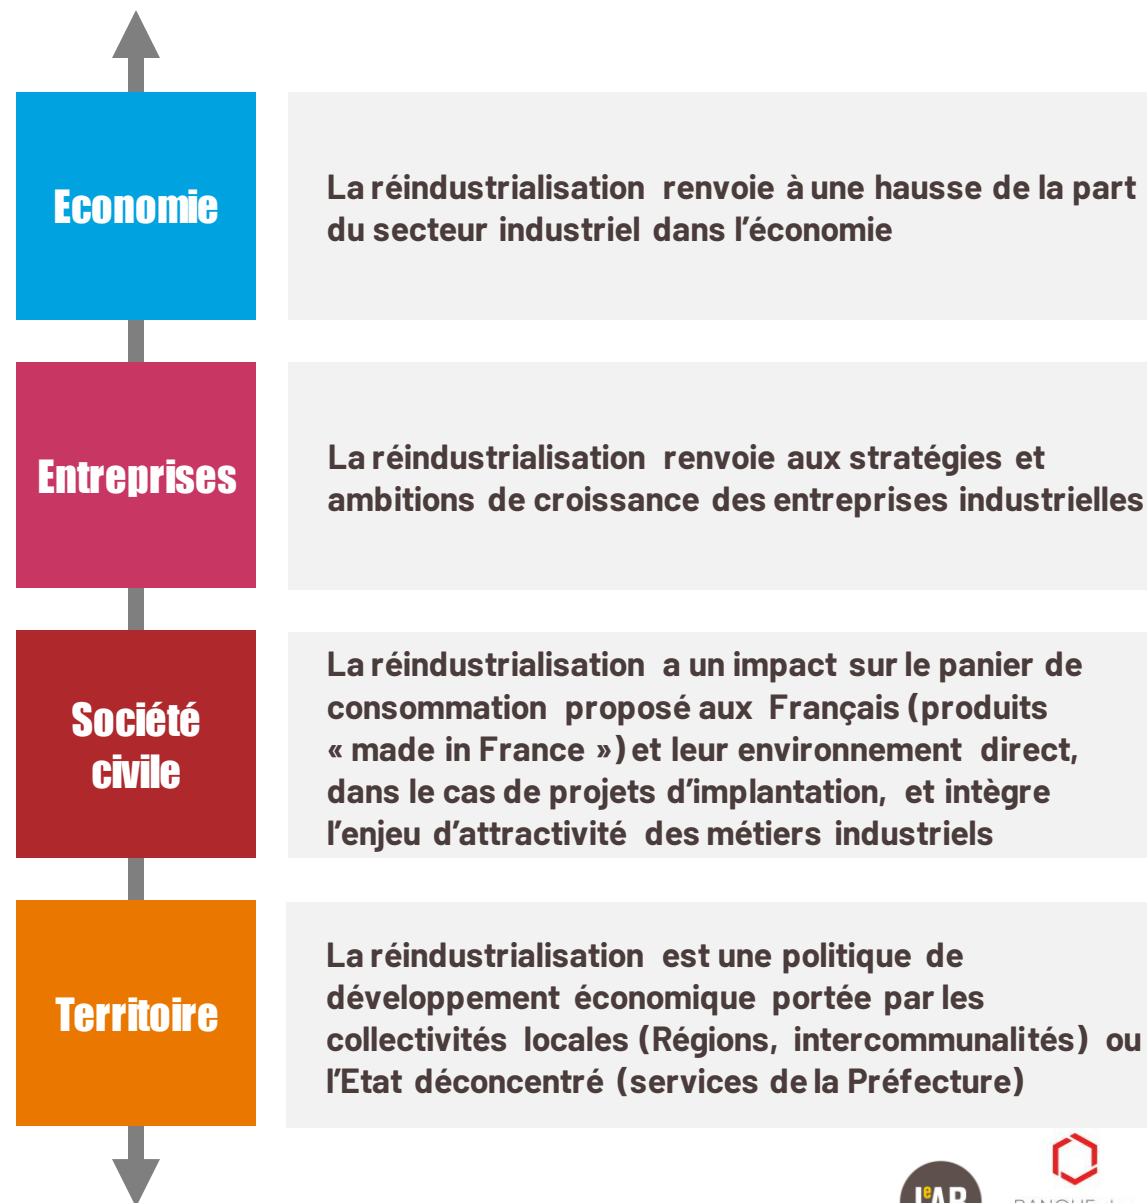 Economie
La réindustrialisation renvoie à une hausse de la part
du secteur industriel dans l’économie
Entreprises
La réindustrialisation renvoie aux stratégies et
ambitions de croissance des entreprises industrielles
Société
civile
La réindustrialisation a un impact sur le panier de
consommation proposé aux Français (produits
« made in France ») et leur environnement direct,
dans le cas de projets d’implantation, et intègre
l’enjeu d’attractivité des métiers industriels
Territoire
La réindustrialisation est une politique de
développement économique portée par les
collectivités locales (Régions, intercommunalités) ou
l’Etat déconcentré (services de la Préfecture)